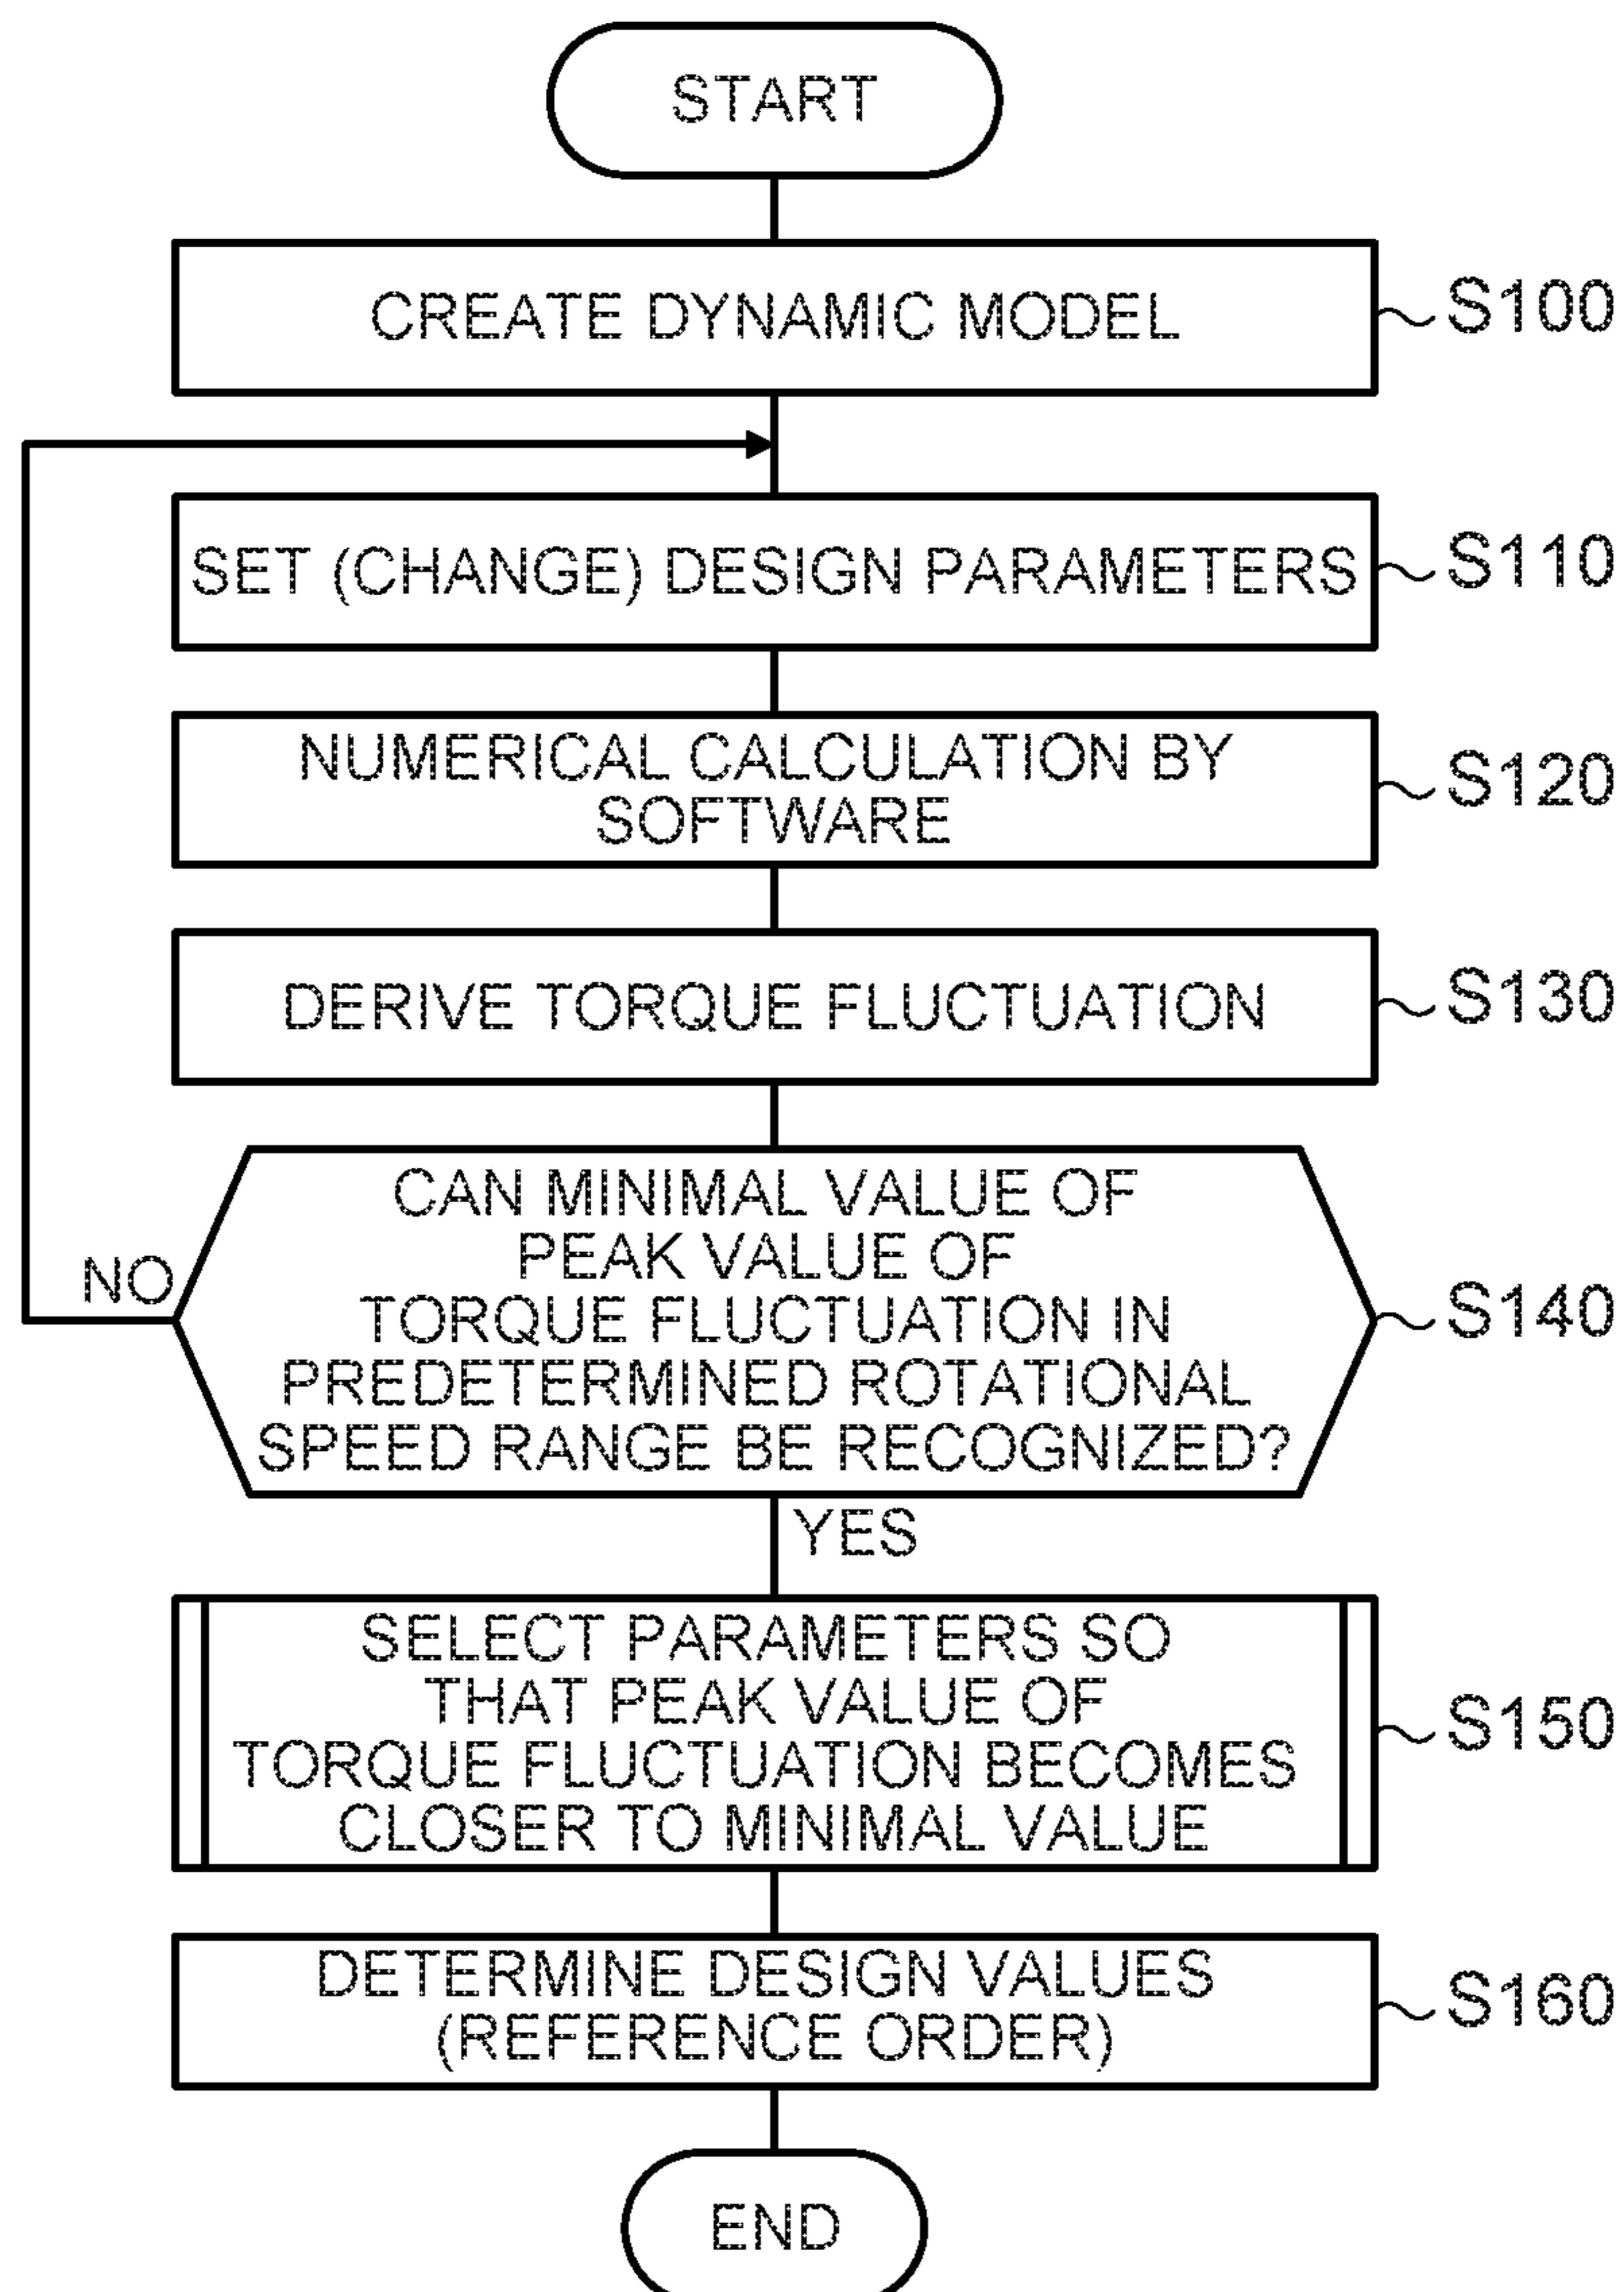 START
CREATE DYNAMIC MODEL
S100
SET (CHANGE) DESIGN PARAMETERS
S110
NUMERICAL CALCULATION BY
SOFTWARE
S120
DERIVE TORQUE FLUCTUATION
S130
CAN MINIMAL VALUE OF
PEAK VALUE OF
TORQUE FLUCTUATION IN
PREDETERMINED ROTATIONAL
SPEED RANGE BE RECOGNIZED?
S140
NO
YES
SELECT PARAMETERS SO
THAT PEAK VALUE OF
TORQUE FLUCTUATION BECOMES
CLOSER TO MINIMAL VALUE
S150
DETERMINE DESIGN VALUES
(REFERENCE ORDER)
S160
END